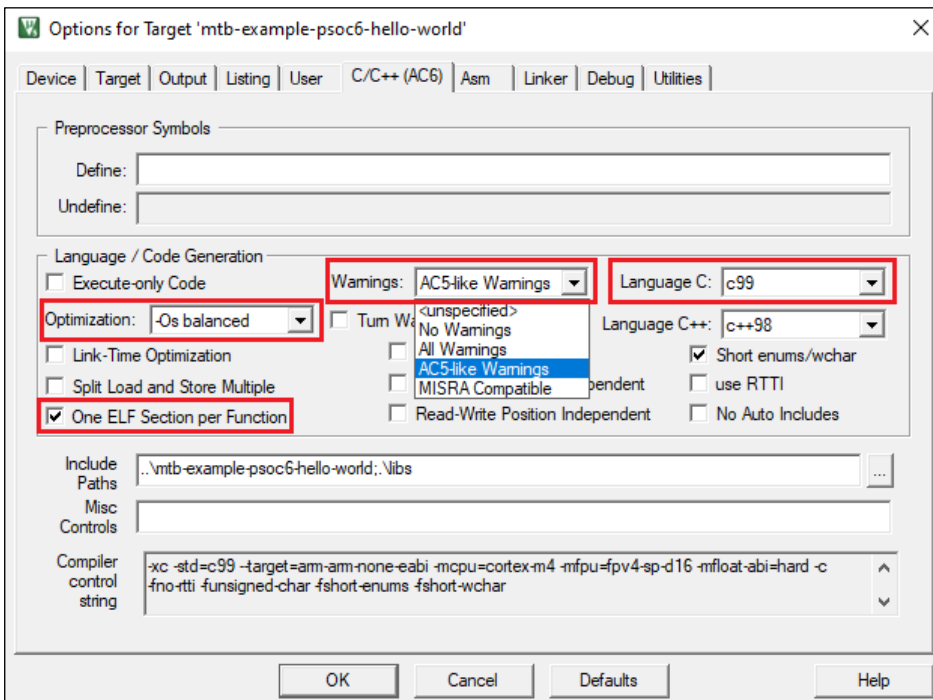 Options for Target 'mtb-example-psoc6-hello-world'
Device Target Output Listing User C/C++ (AC6) Asm Linker Debug Utilities
Preprocessor Symbols
Define:
Undefine:
Language / Code Generation
Execute-only Code Warnings: AC5-like Warnings Language C: c99
<unspecified>
Optimization: -Os balanced Turn No Warnings Language C++: c++98
Link-Time Optimization All Warnings Short enums/wchar
AC5-like Warnings
Split Load and Store Multiple MISRA Compatible use RTTI
One ELF Section per Function Read-Write Position Independent No Auto Includes
Include Paths ..\mtb-example-psoc6-hello-world;.\libs ...
Misc Controls
Compiler control string -xc -std=c99 --target=arm-arm-none-eabi -mcpu=cortex-m4 -mfpu=fpv4-sp-d16 -mfloat-abi=hard -c
-fno-rtti -funsigned-char -fshort-enums -fshort-wchar
OK Cancel Defaults Help